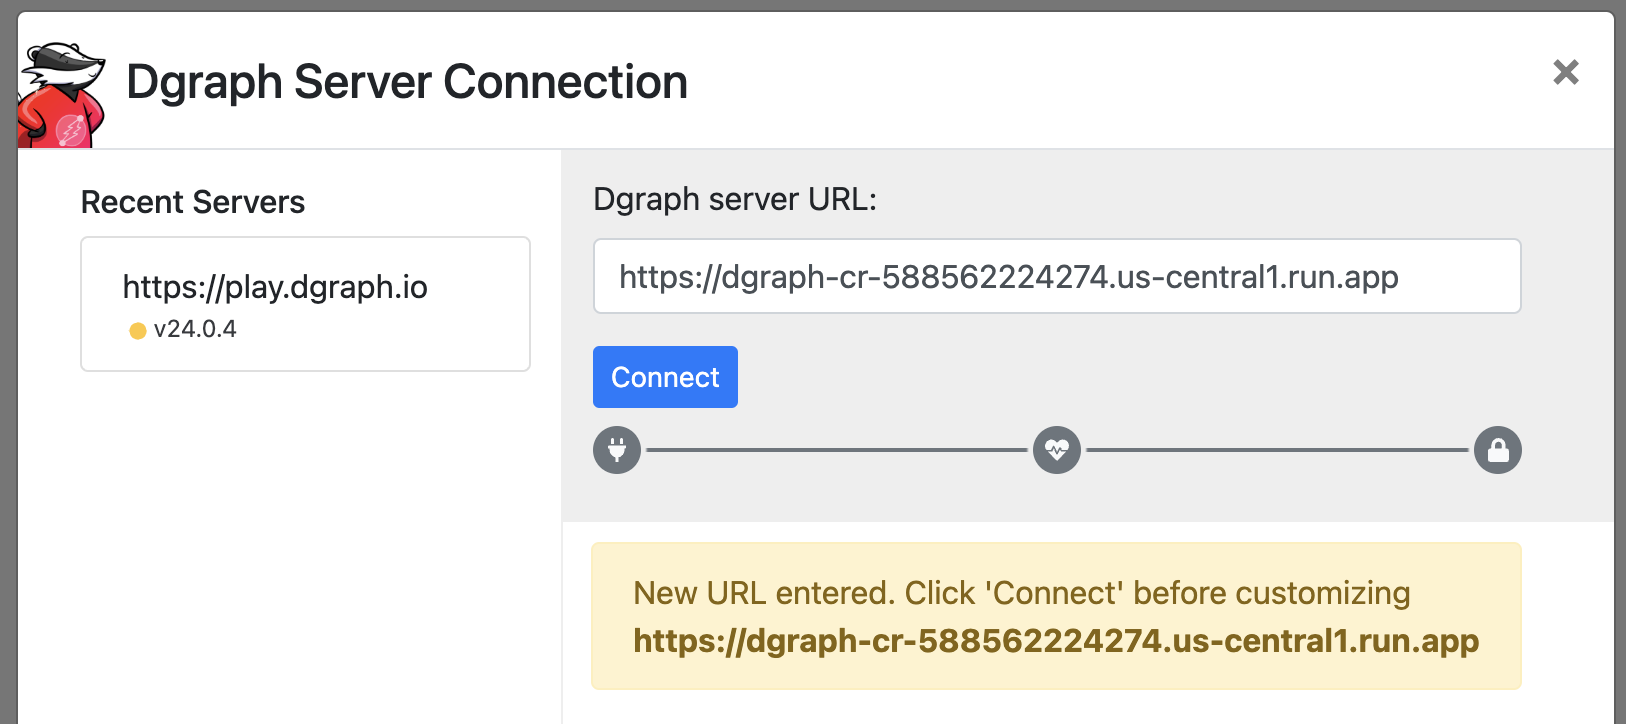 Dgraph Server Connection
Recent Servers
https://play.dgraph.io
v24.0.4
Dgraph server URL:
https://dgraph-cr-588562224274.us-central1.run.app
Connect
New URL entered. Click 'Connect' before customizing
https://dgraph-cr-588562224274.us-central1.run.app